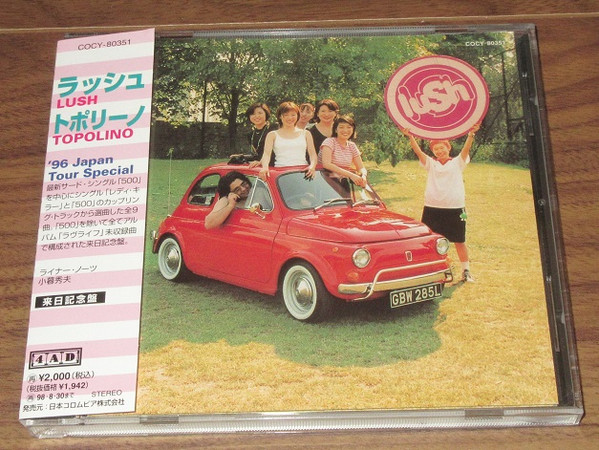 COCY-80351
ラッシュ
LUSH
トポリーノ
TOPOLINO
'96 Japan
Tour Special
最新サード・シングル「500」
を中心にシングル「レディ・キ
ラー」と「500」のカップリン
グ・トラックから選曲した全9
曲。「500」を除いて全てアル
バム「ラヴライフ」未収録曲
で構成された来日記念盤。
ライナー・ノーツ
小暮秀夫
来日記念盤
4AD
¥2,000(税込)
(税抜価格¥1,942)
98・8・30まで
STEREO
発売元:日本コロムビア株式会社
COCY-80351
lush
GBW 285L